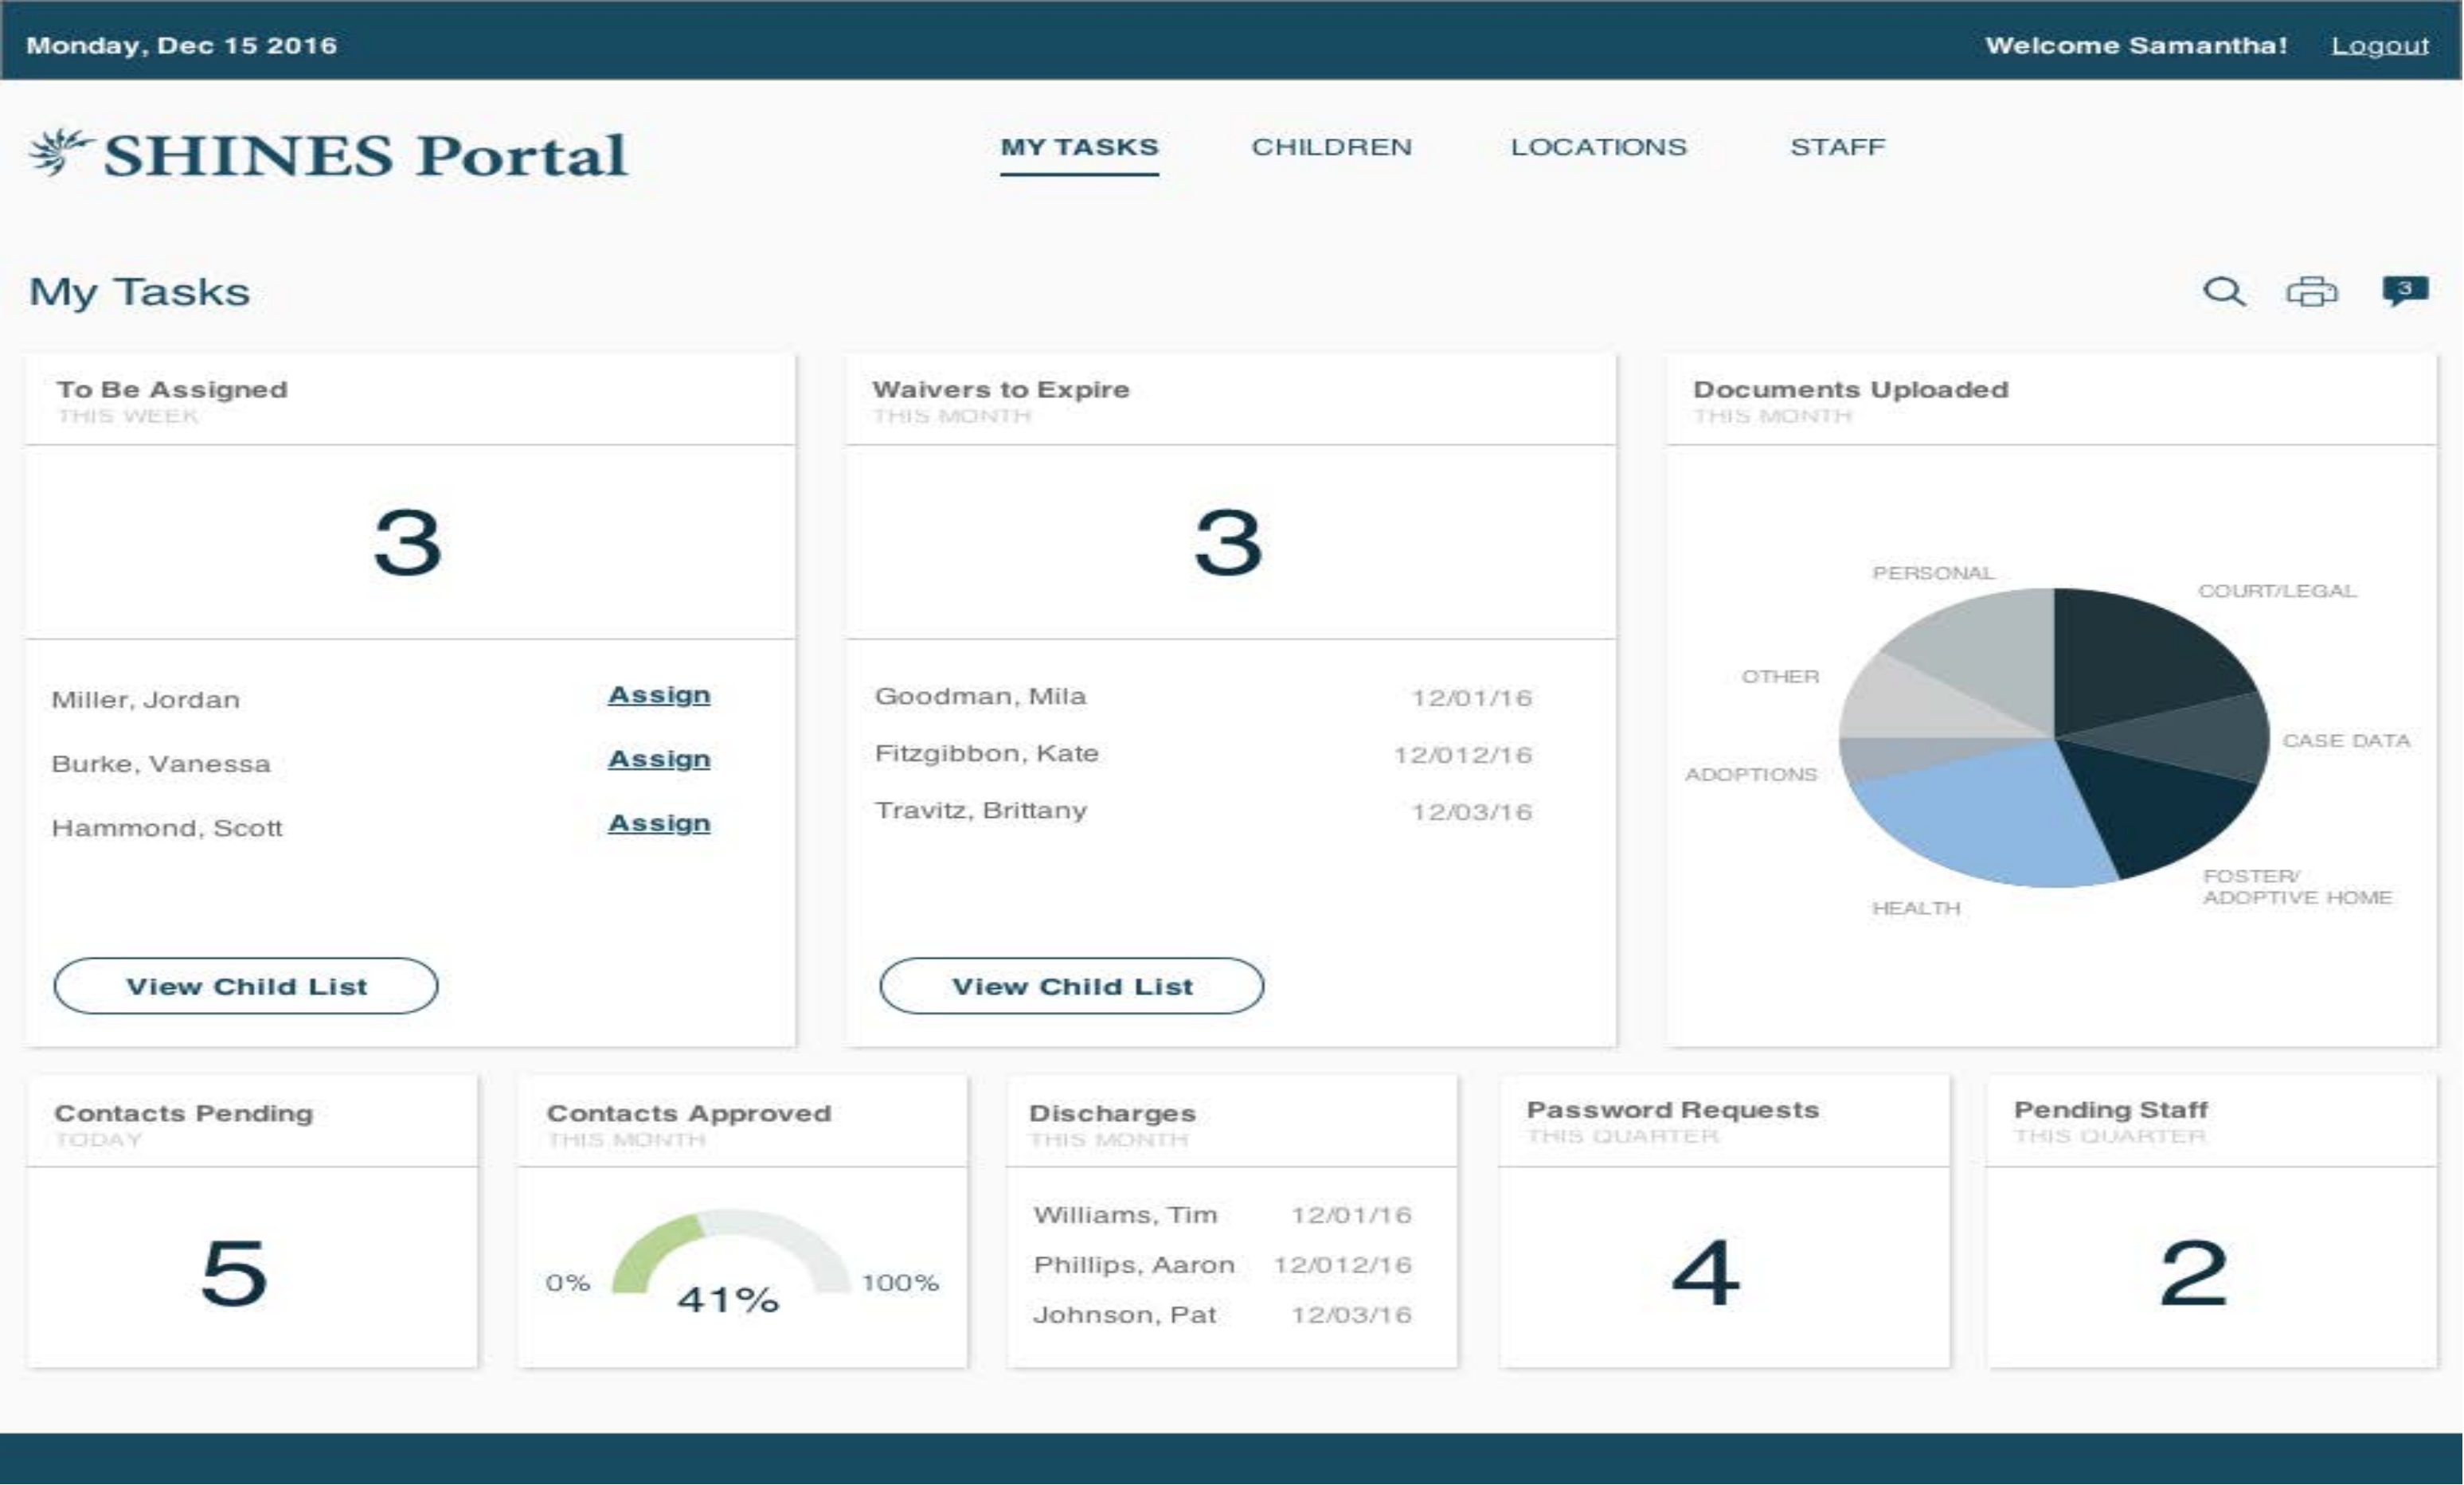 Monday, Dec 15 2016
Welcome Samantha! Logout
SHINES Portal
MY TASKS CHILDREN LOCATIONS STAFF
My Tasks
3
To Be Assigned
THIS WEEK
3
Miller, Jordan Assign
Burke, Vanessa Assign
Hammond, Scott Assign
View Child List
Waivers to Expire
THIS MONTH
3
Goodman, Mila 12/01/16
Fitzgibbon, Kate 12/012/16
Travitz, Brittany 12/03/16
View Child List
Documents Uploaded
THIS MONTH
PERSONAL
COURT/LEGAL
OTHER
CASE DATA
ADOPTIONS
FOSTER/
ADOPTIVE HOME
HEALTH
Contacts Pending
TODAY
5
Contacts Approved
THIS MONTH
0% 41% 100%
Discharges
THIS MONTH
Williams, Tim 12/01/16
Phillips, Aaron 12/012/16
Johnson, Pat 12/03/16
Password Requests
THIS QUARTER
4
Pending Staff
THIS QUARTER
2